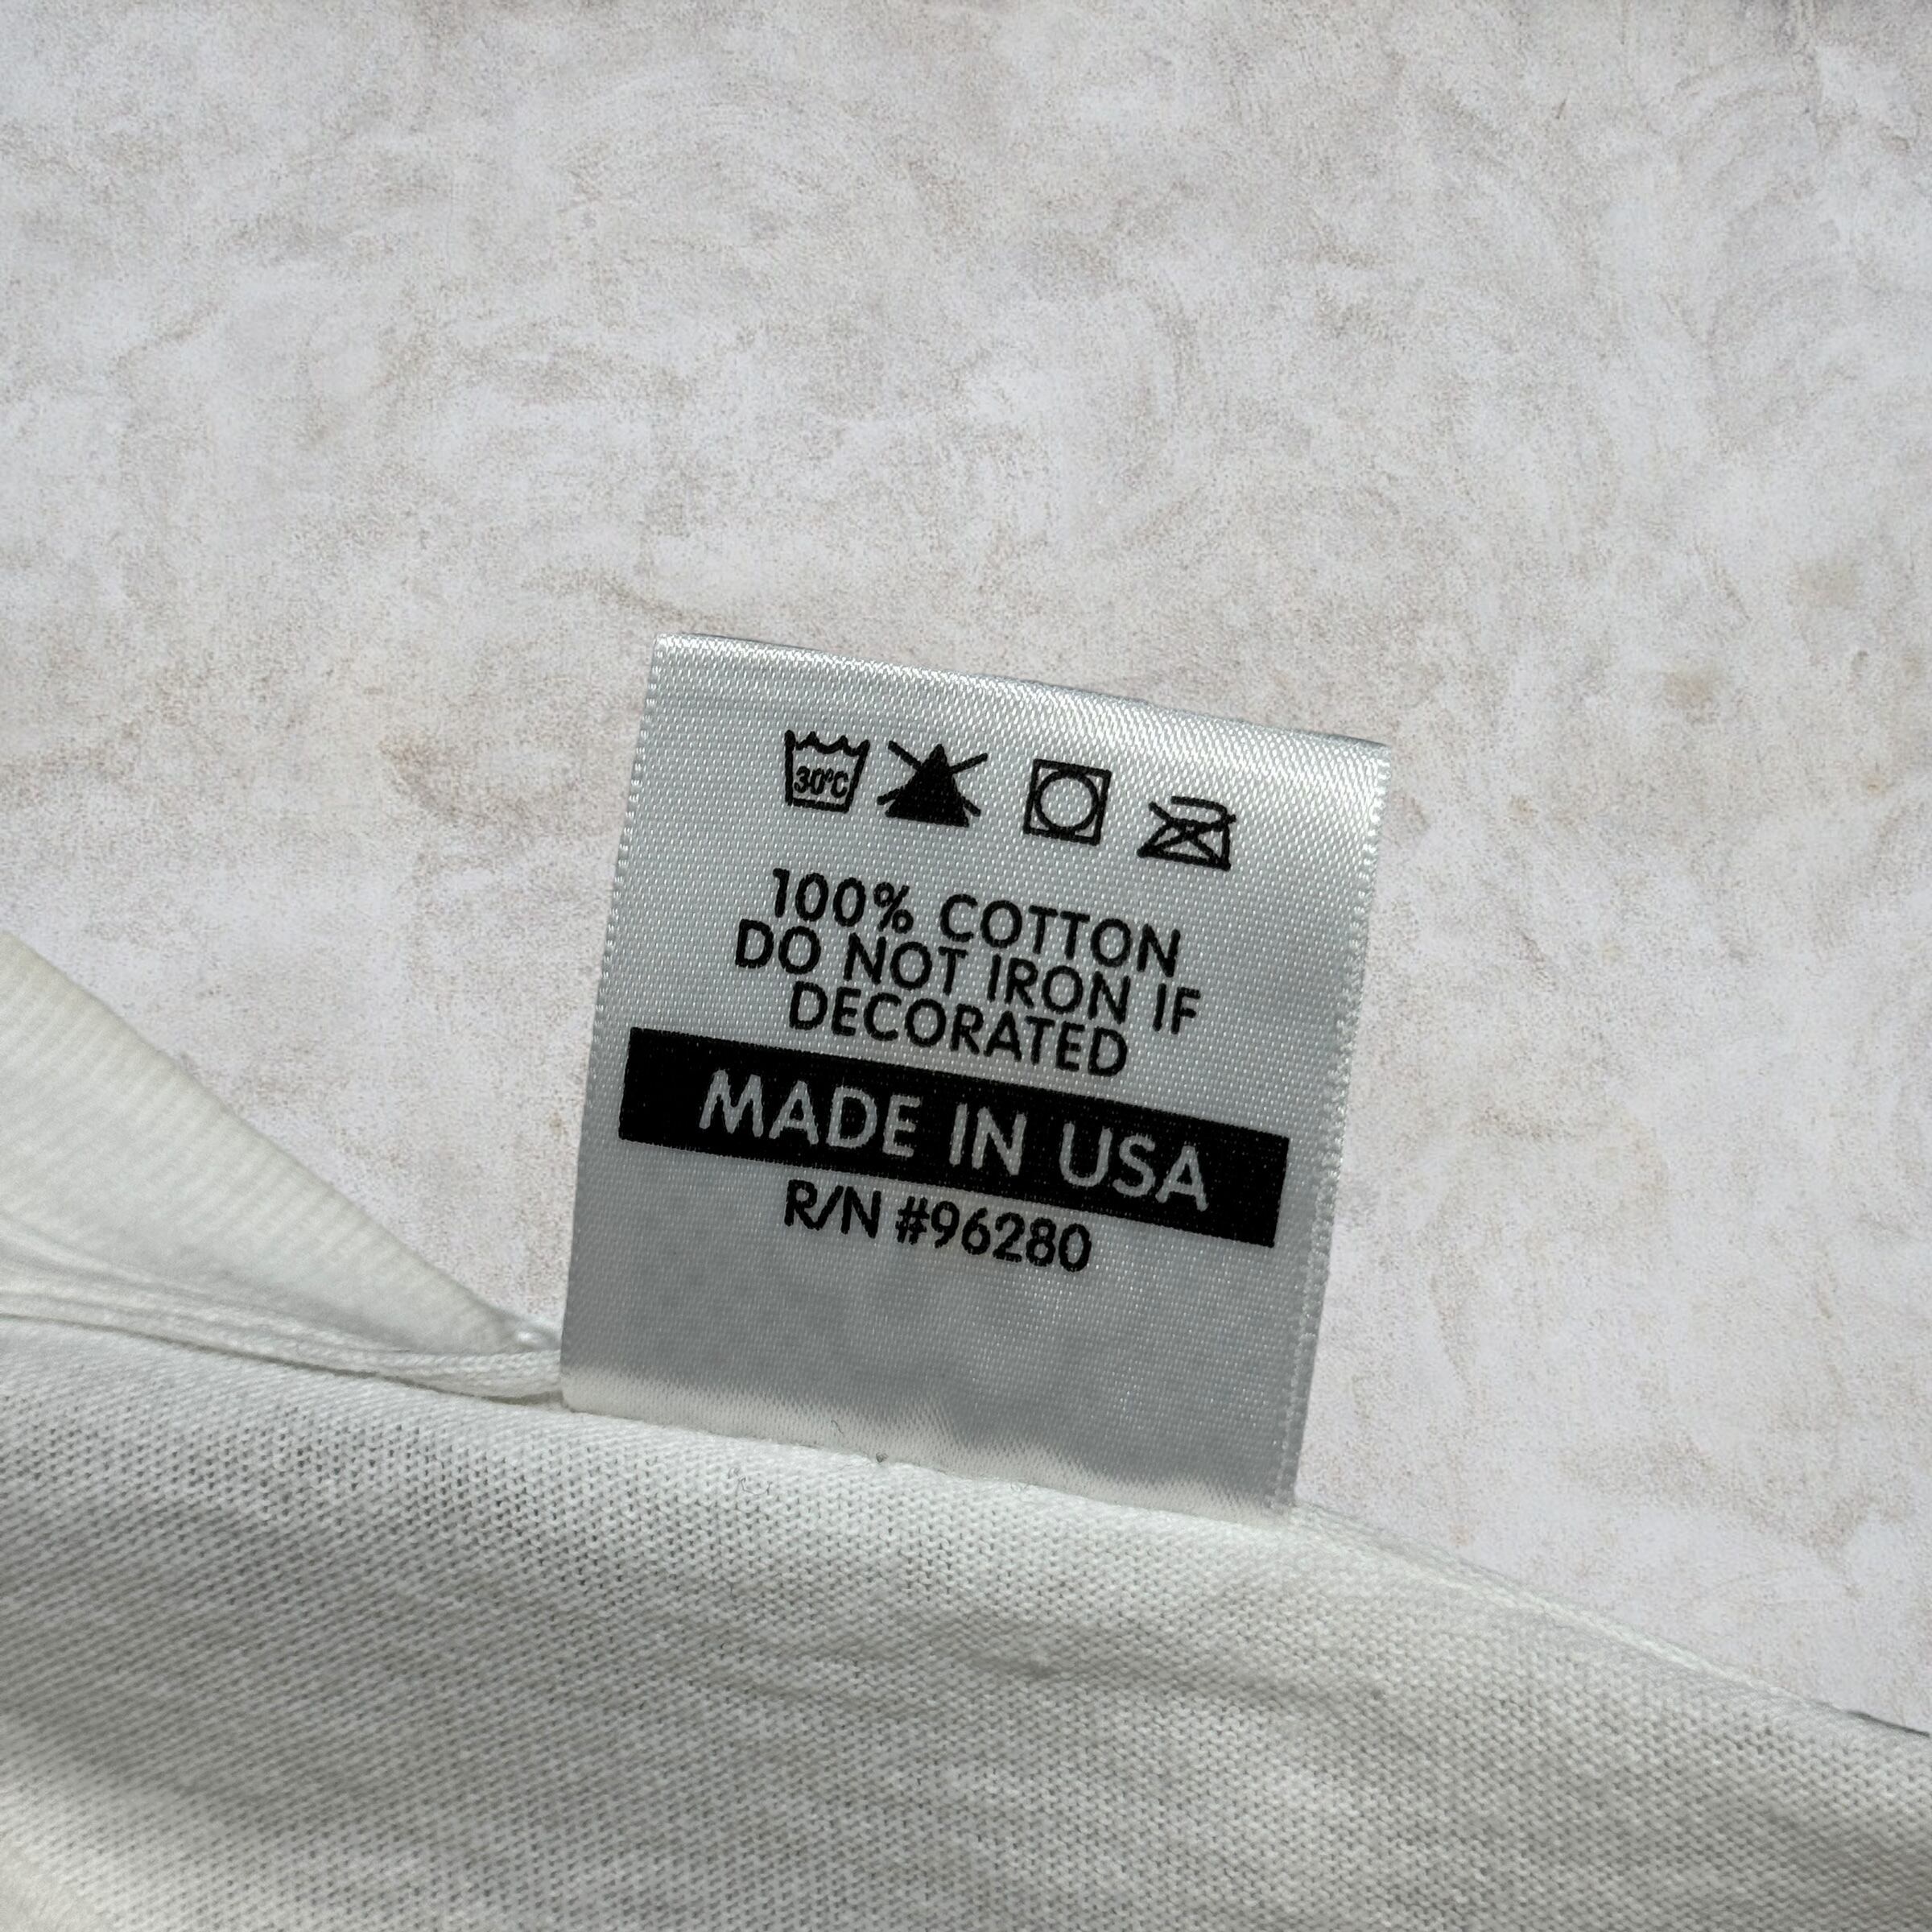 30°C
100% COTTON
DO NOT IRON IF
DECORATED
MADE IN USA
R/N #96280